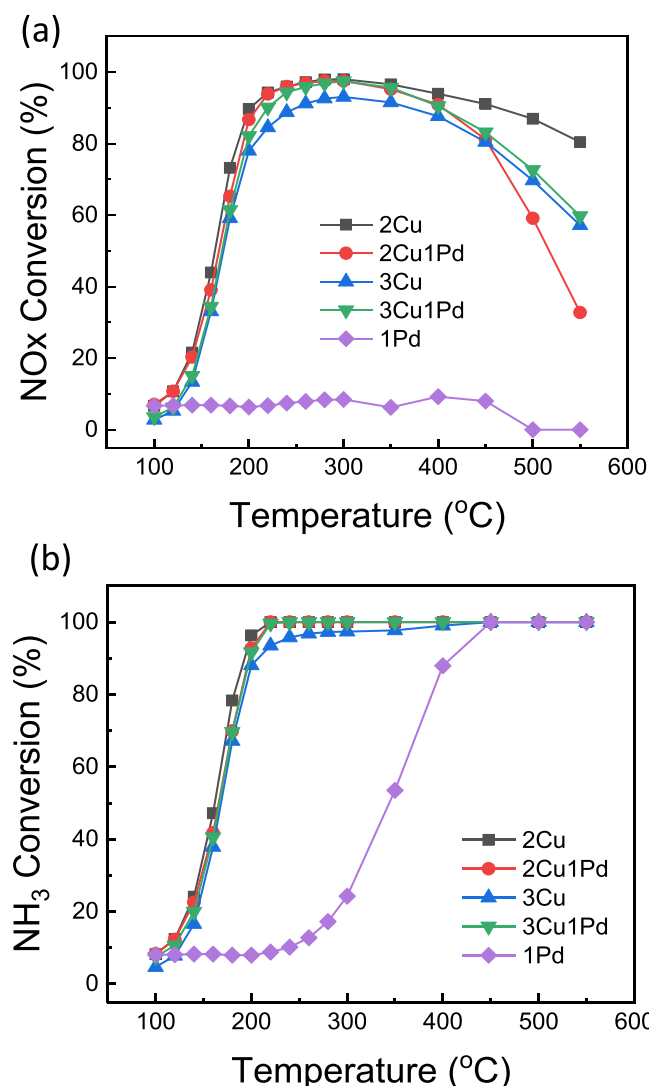 (a)
NOx Conversion (%)
100
80
60
40
20
0
2Cu
2Cu1Pd
3Cu
3Cu1Pd
1Pd
100 200 300 400 500 600
Temperature (°C)
(b)
NH₃ Conversion (%)
100
80
60
40
20
0
2Cu
2Cu1Pd
3Cu
3Cu1Pd
1Pd
100 200 300 400 500 600
Temperature (°C)